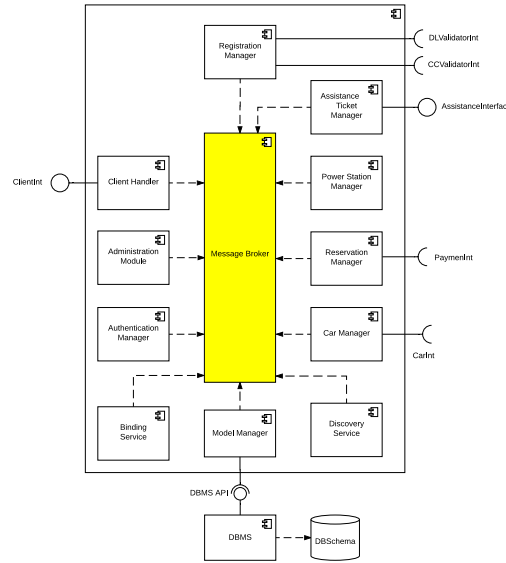 Registration
Manager
DLValidatorInt
CCValidatorInt
Assistance
Ticket
Manager
AssistanceInterfac
ClientInt
Client Handler
Power Station
Manager
Administration
Module
Message Broker
Reservation
Manager
PaymenInt
Authentication
Manager
Car Manager
CarInt
Binding
Service
Model Manager
Discovery
Service
DBMS API
DBMS
DBSchema